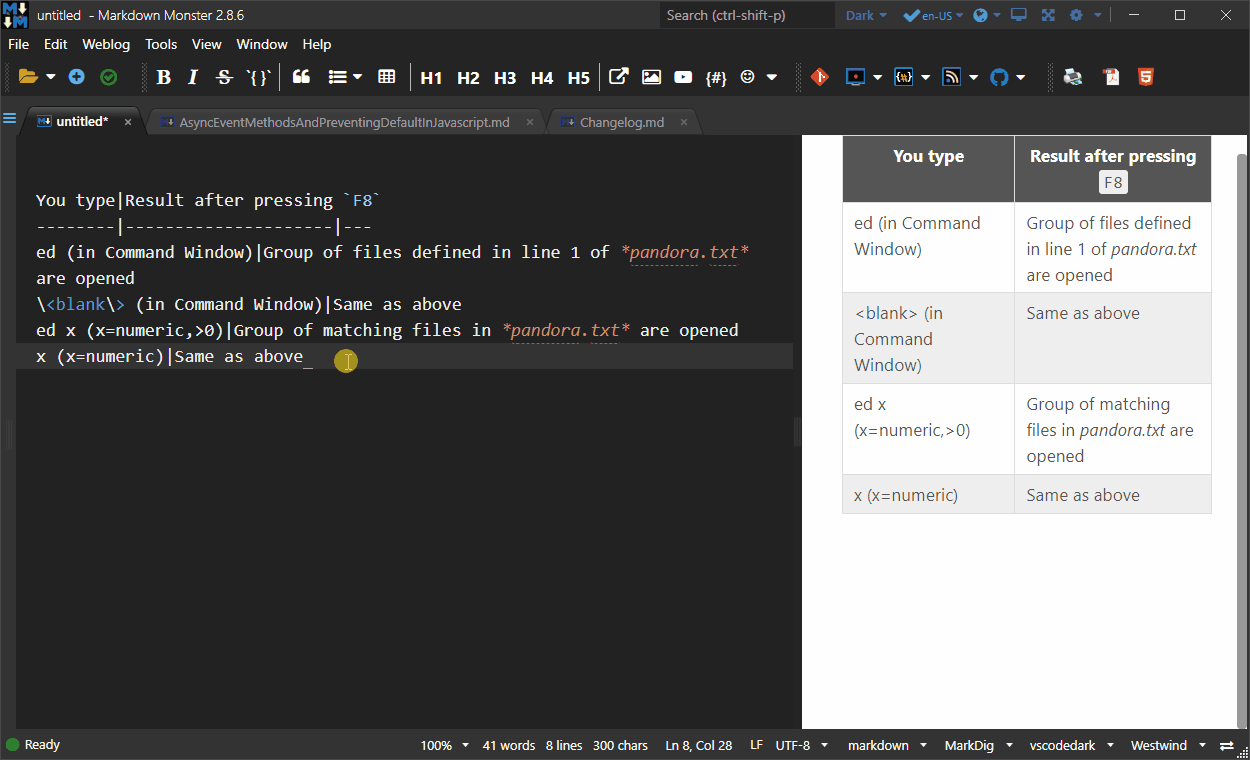 untitled  - Markdown Monster 2.8.6
Search (ctrl-shift-p)
Dark
en-US
File Edit Weblog Tools View Window Help
B I S `{}` H1 H2 H3 H4 H5 {#}
untitled* ×
AsyncEventMethodsAndPreventingDefaultInJavascript.md ×
Changelog.md ×
You type|Result after pressing `F8`
--------|---------------------|---
ed (in Command Window)|Group of files defined in line 1 of *pandora.txt*
are opened
\<blank\> (in Command Window)|Same as above
ed x (x=numeric,>0)|Group of matching files in *pandora.txt* are opened
x (x=numeric)|Same as above
You type
Result after pressing
F8
ed (in Command
Window)
Group of files defined
in line 1 of pandora.txt
are opened
<blank> (in
Command
Window)
Same as above
ed x
(x=numeric,>0)
Group of matching
files in pandora.txt are
opened
x (x=numeric)
Same as above
Ready
100% 41 words 8 lines 300 chars Ln 8, Col 28 LF UTF-8 markdown MarkDig vscodedark Westwind